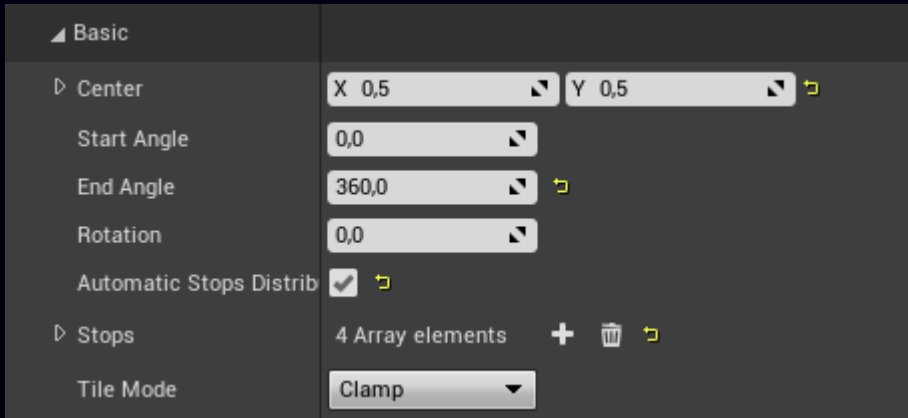 Basic
Center X 0,5 Y 0,5
Start Angle 0,0
End Angle 360,0
Rotation 0,0
Automatic Stops Distrib
Stops 4 Array elements
Tile Mode Clamp